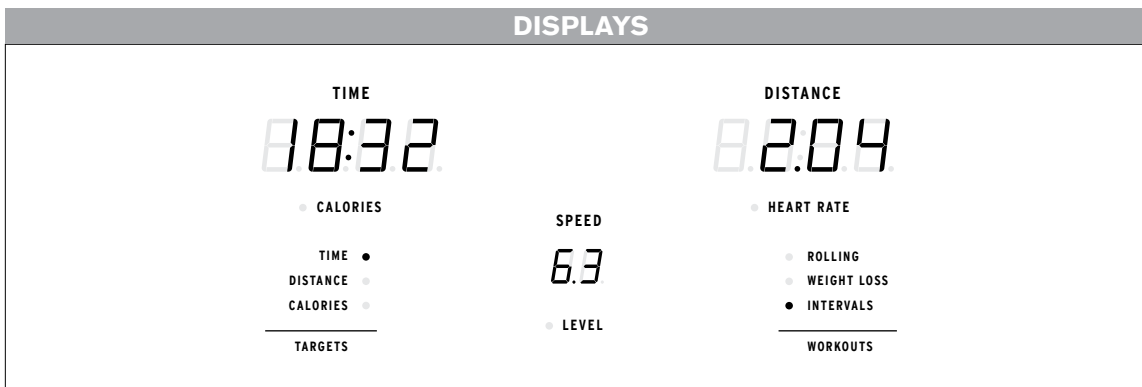 DISPLAYS
TIME
18:32
CALORIES
TIME
DISTANCE
CALORIES
TARGETS
SPEED
6.3
LEVEL
DISTANCE
2.04
HEART RATE
ROLLING
WEIGHT LOSS
INTERVALS
WORKOUTS